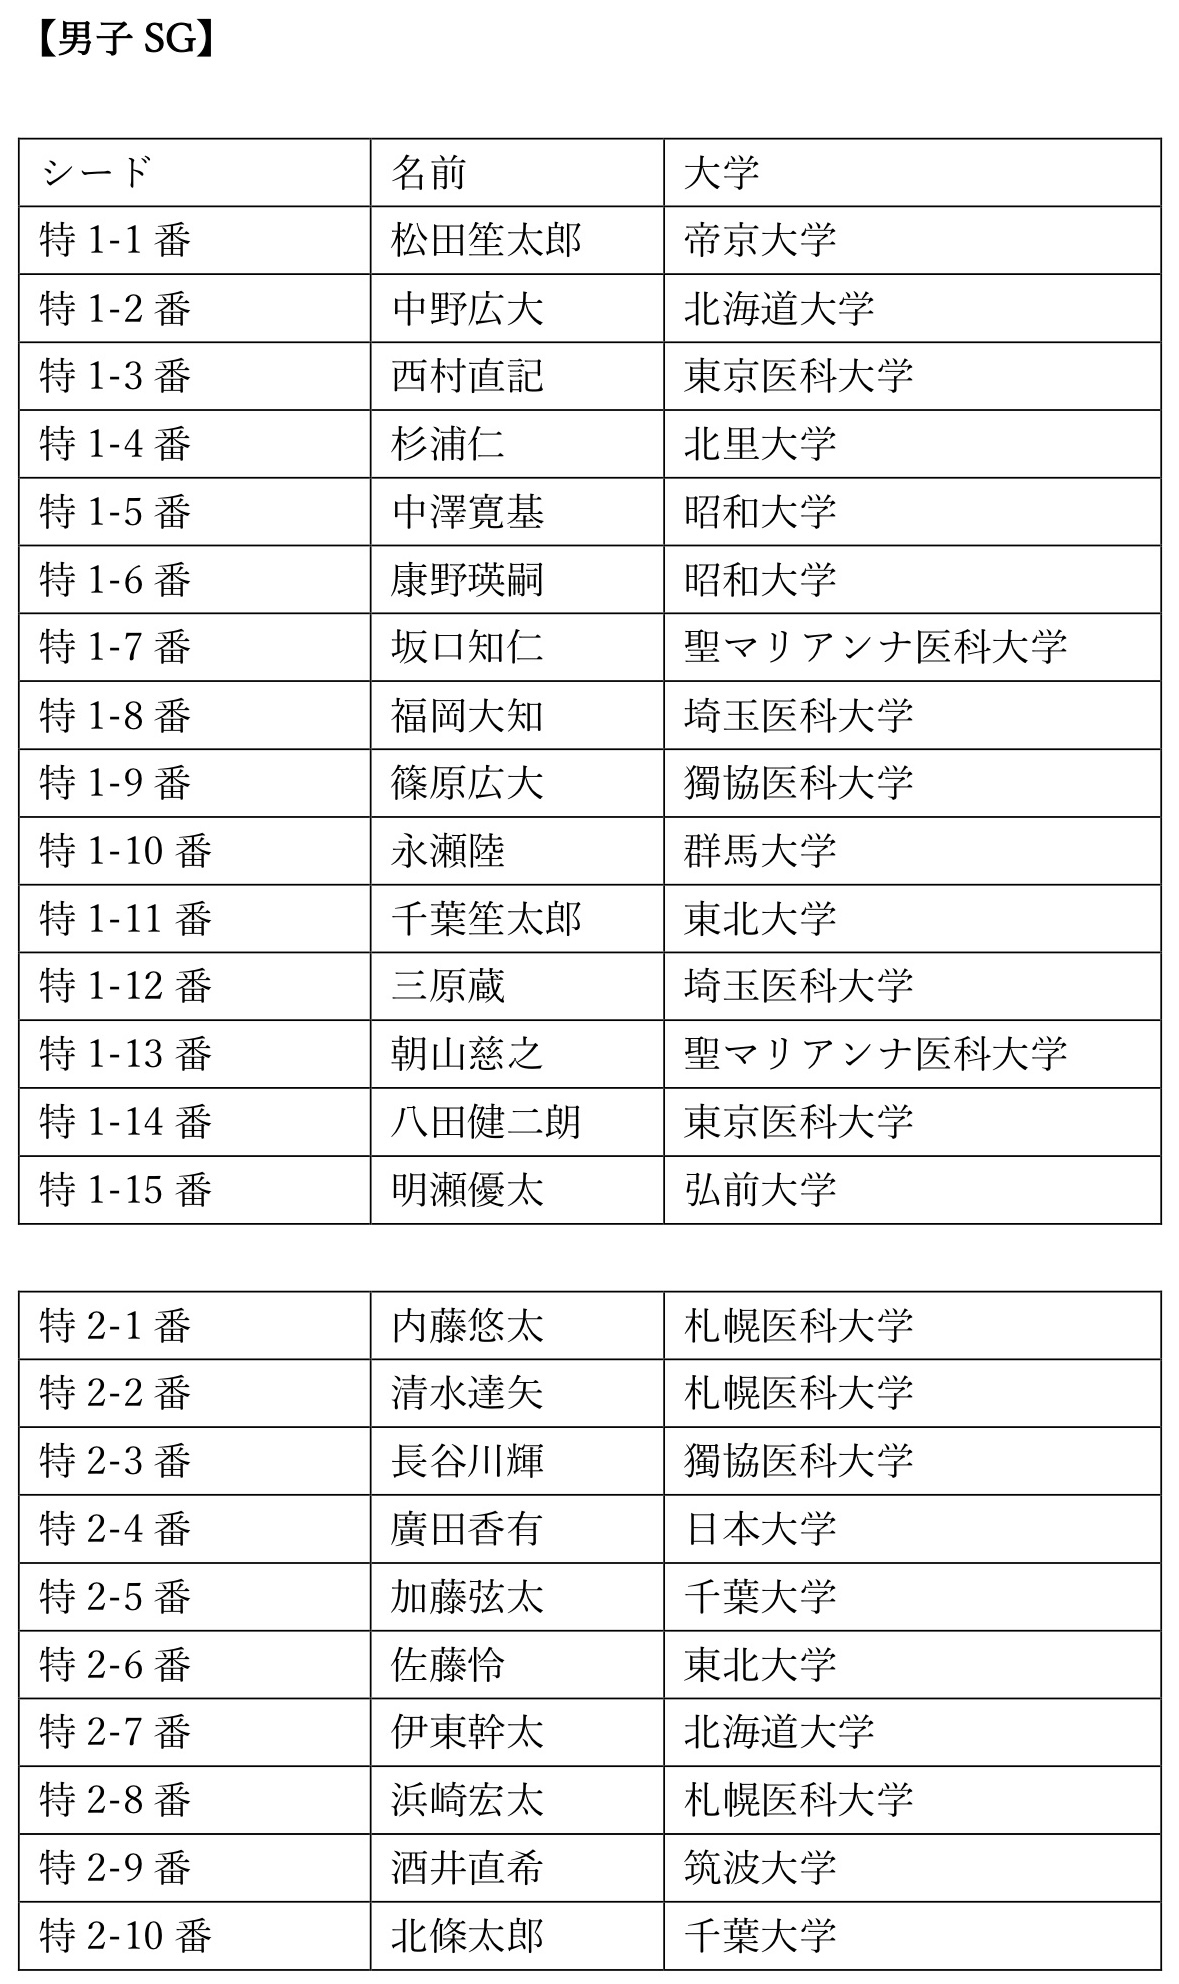 【男子 SG】
シード 名前 大学
特 1-1 番 松田笙太郎 帝京大学
特 1-2 番 中野広大 北海道大学
特 1-3 番 西村直記 東京医科大学
特 1-4 番 杉浦仁 北里大学
特 1-5 番 中澤寛基 昭和大学
特 1-6 番 康野瑛嗣 昭和大学
特 1-7 番 坂口知仁 聖マリアンナ医科大学
特 1-8 番 福岡大知 埼玉医科大学
特 1-9 番 篠原広大 獨協医科大学
特 1-10 番 永瀬陸 群馬大学
特 1-11 番 千葉笙太郎 東北大学
特 1-12 番 三原蔵 埼玉医科大学
特 1-13 番 朝山慈之 聖マリアンナ医科大学
特 1-14 番 八田健二朗 東京医科大学
特 1-15 番 明瀬優太 弘前大学
特 2-1 番 内藤悠太 札幌医科大学
特 2-2 番 清水達矢 札幌医科大学
特 2-3 番 長谷川輝 獨協医科大学
特 2-4 番 廣田香有 日本大学
特 2-5 番 加藤弦太 千葉大学
特 2-6 番 佐藤怜 東北大学
特 2-7 番 伊東幹太 北海道大学
特 2-8 番 浜崎宏太 札幌医科大学
特 2-9 番 酒井直希 筑波大学
特 2-10 番 北條太郎 千葉大学